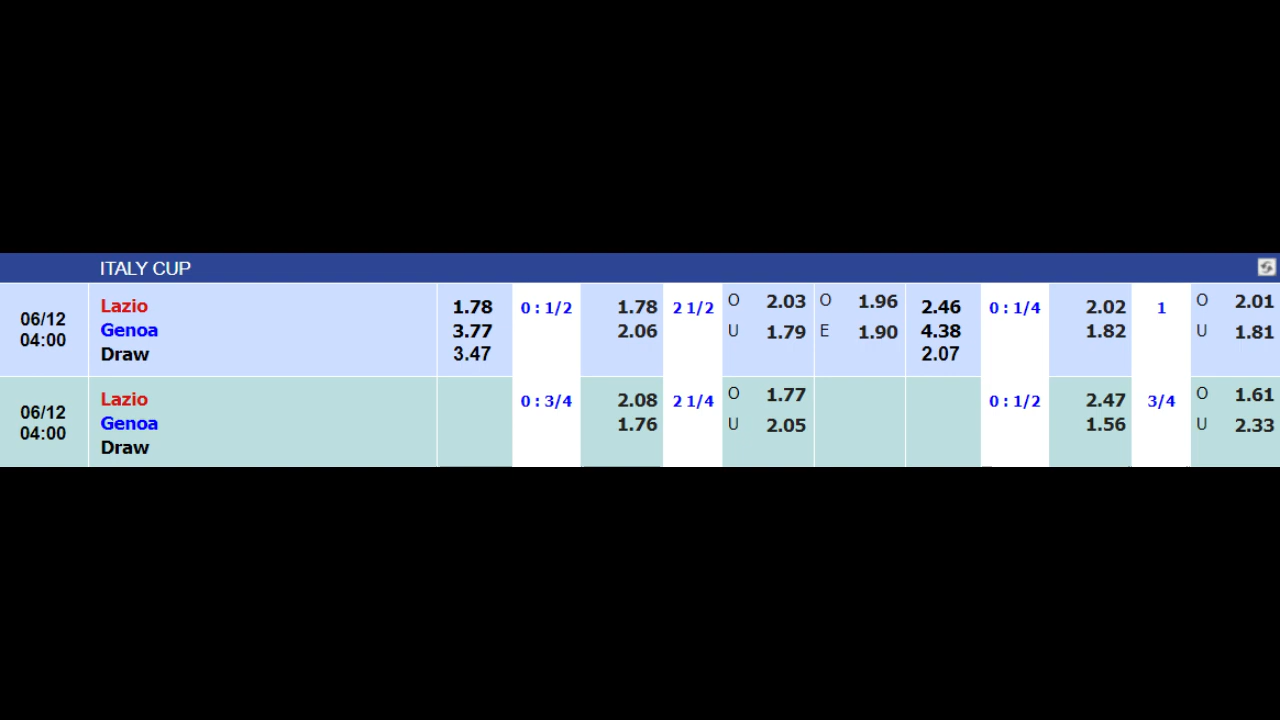 ITALY CUP
06/12
04:00
Lazio
Genoa
Draw
1.78
3.77
3.47
0 : 1/2
1.78
2.06
2 1/2
O 2.03
U 1.79
O 1.96
E 1.90
2.46
4.38
2.07
0 : 1/4
2.02
1.82
1
O 2.01
U 1.81
06/12
04:00
Lazio
Genoa
Draw
0 : 3/4
2.08
1.76
2 1/4
O 1.77
U 2.05
0 : 1/2
2.47
1.56
3/4
O 1.61
U 2.33